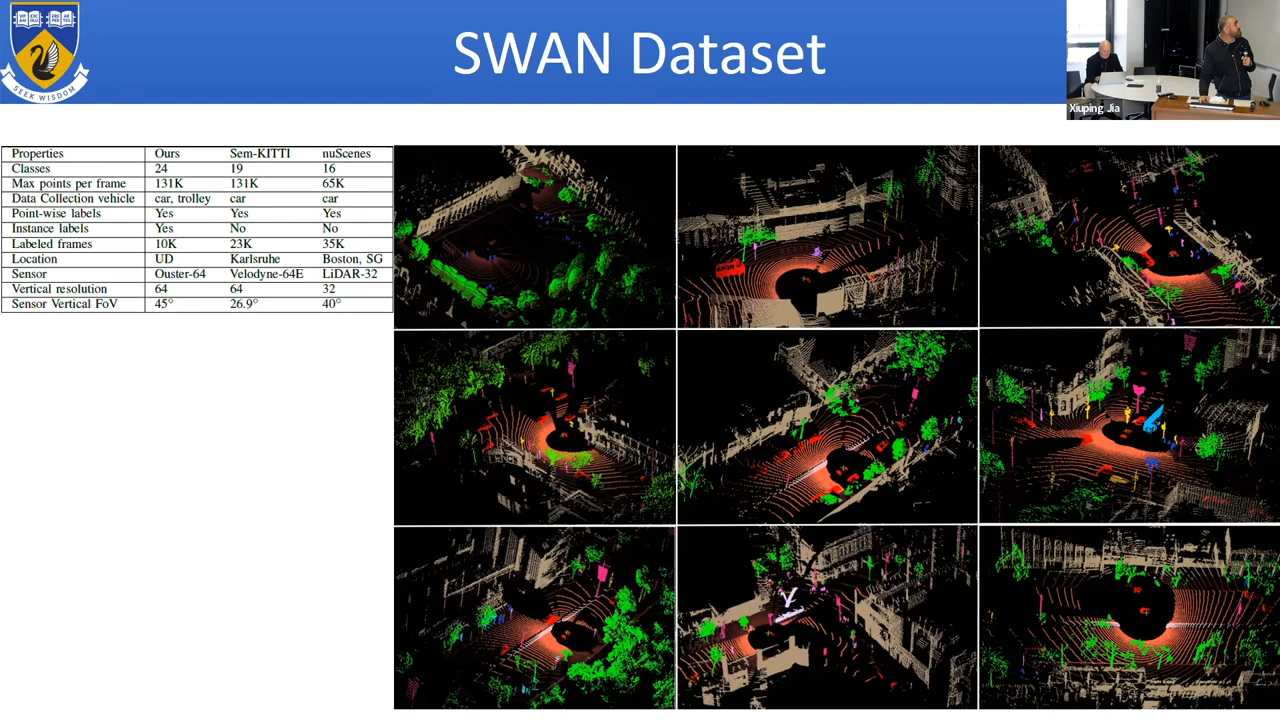 SWAN Dataset
SEEK WISDOM
Xiuping Jia
Properties Ours Sem-KITTI nuScenes
Classes 24 19 16
Max points per frame 131K 131K 65K
Data Collection vehicle car, trolley car car
Point-wise labels Yes Yes Yes
Instance labels Yes No No
Labeled frames 10K 23K 35K
Location UD Karlsruhe Boston, SG
Sensor Ouster-64 Velodyne-64E LiDAR-32
Vertical resolution 64 64 32
Sensor Vertical FoV 45° 26.9° 40°